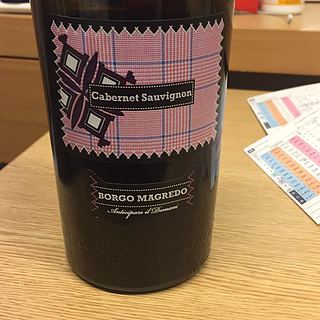 Cabernet Sauvignon
BORGO MAGREDO
Anticipare il Domani